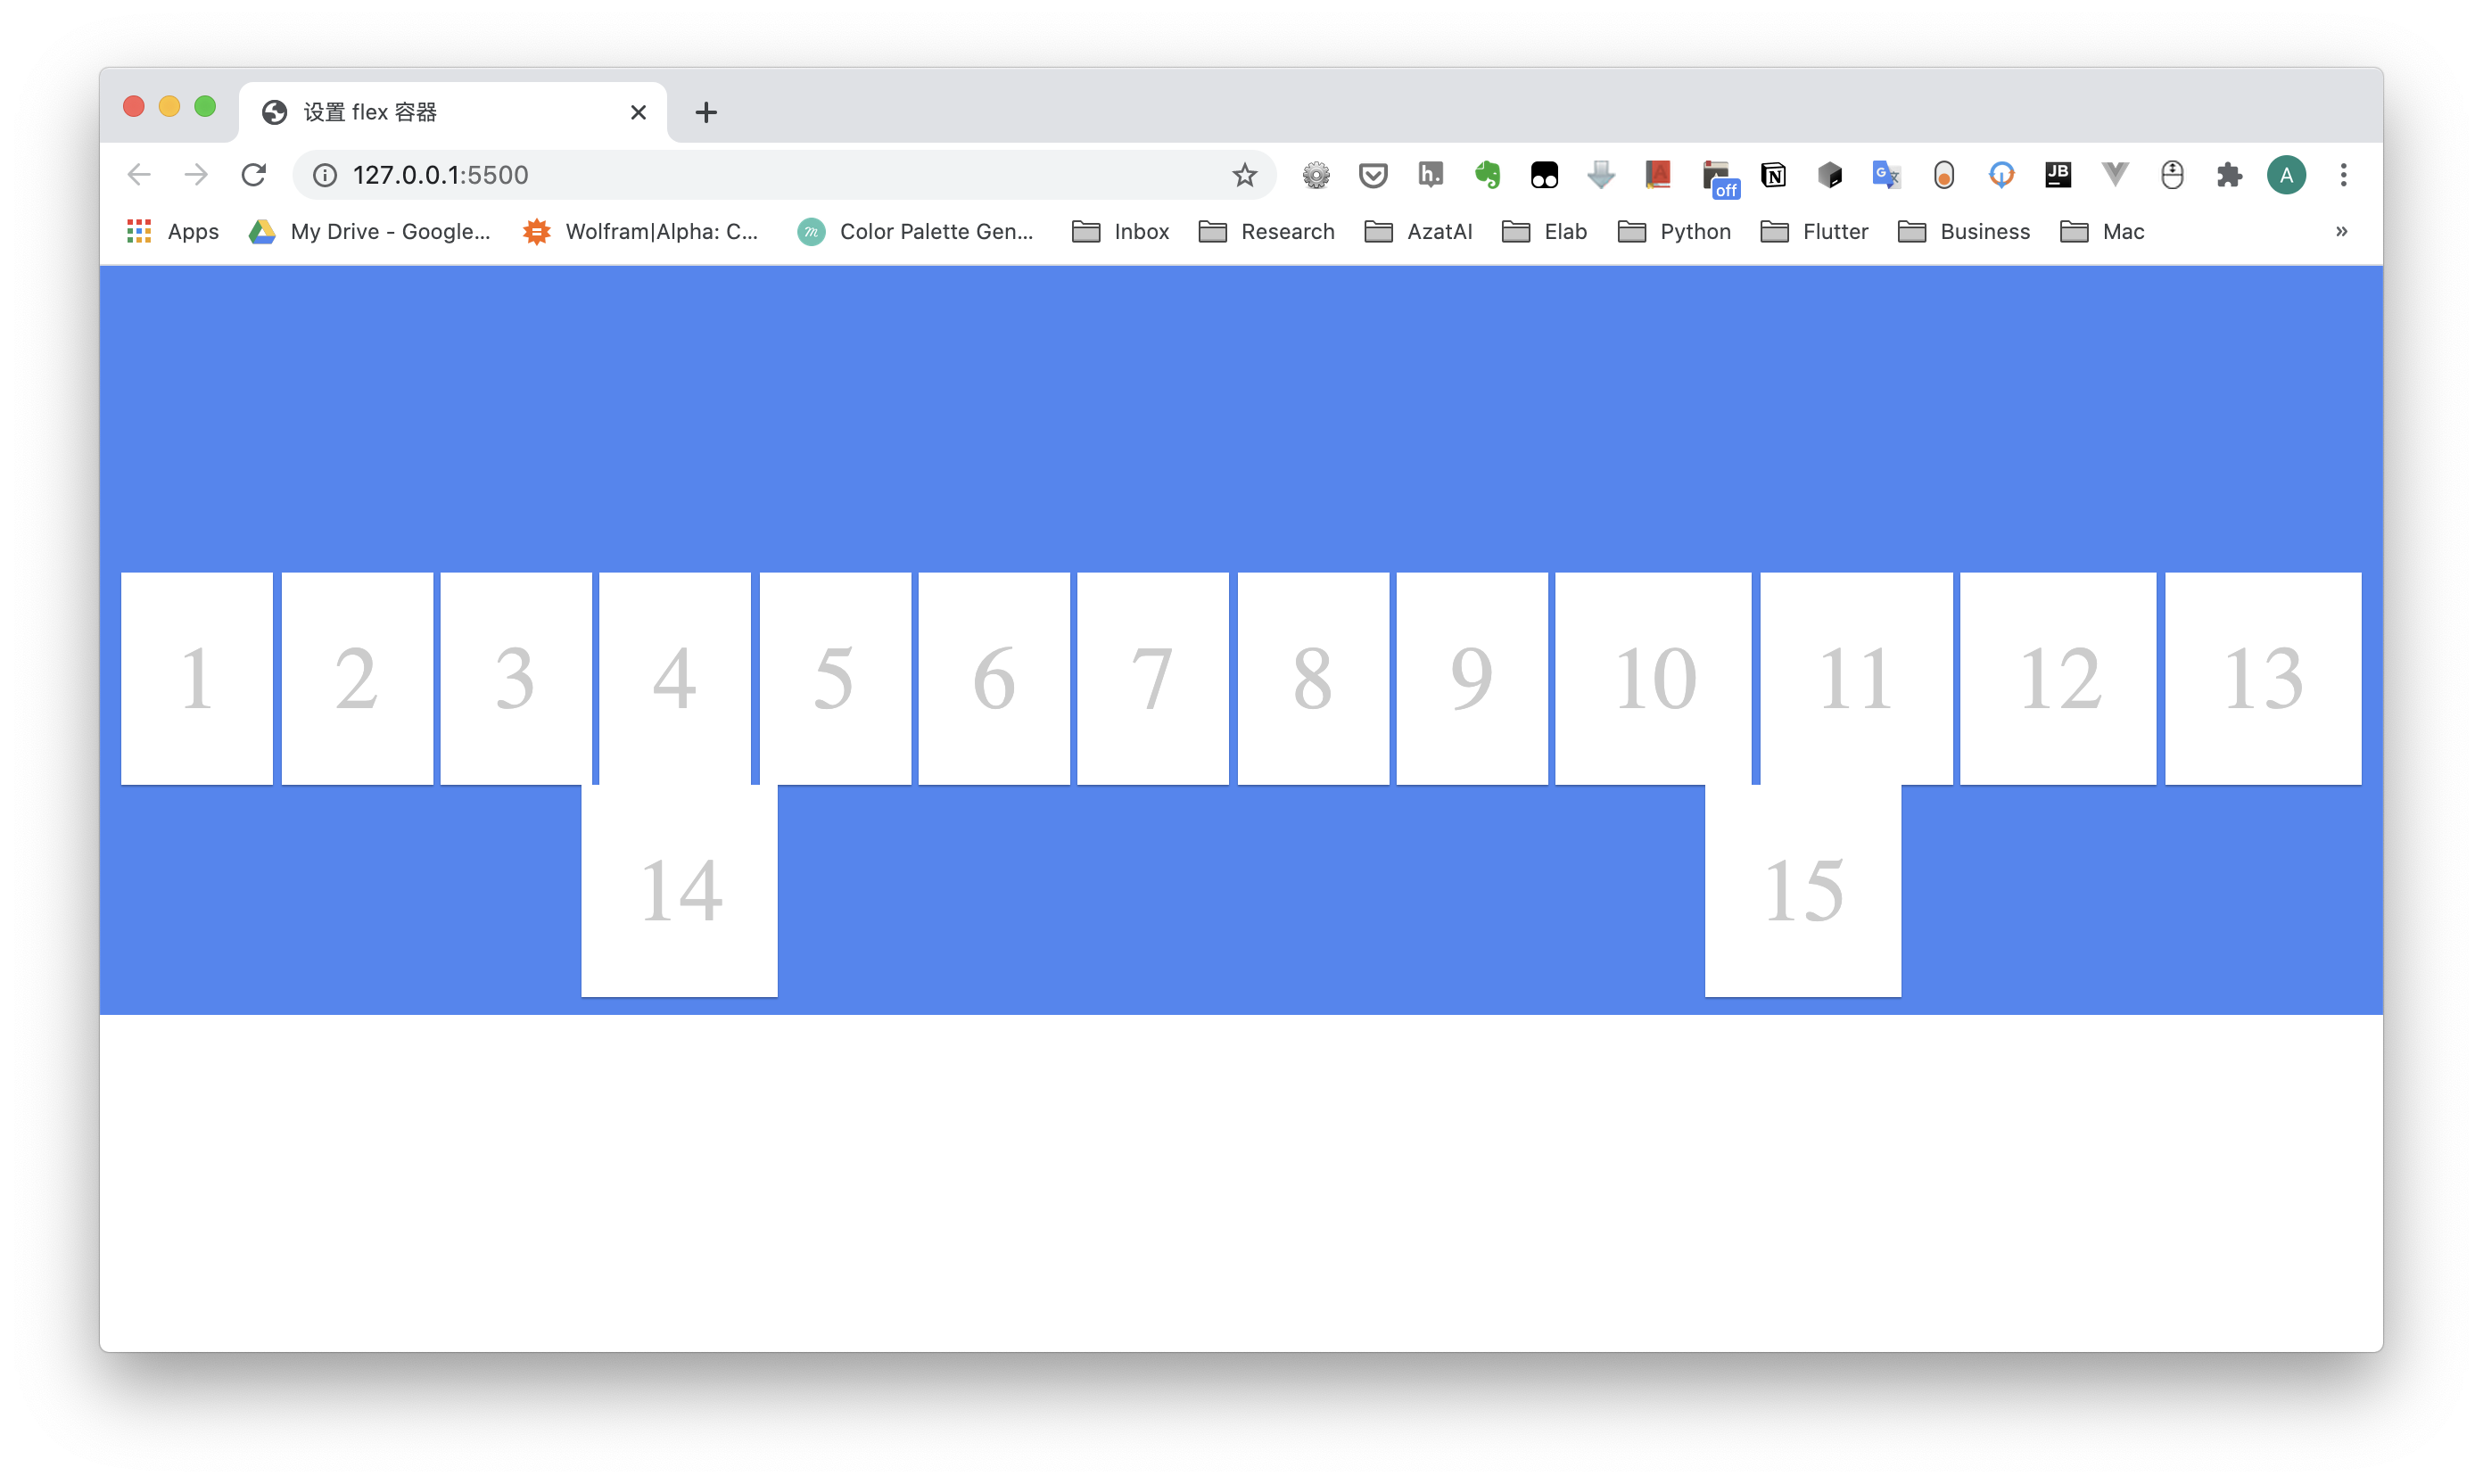 设置 flex 容器
127.0.0.1:5500
h.
off
N
G
JB
A
Apps
My Drive - Google...
Wolfram|Alpha: C...
m
Color Palette Gen...
Inbox
Research
AzatAI
Elab
Python
Flutter
Business
Mac
»
1 2 3 4 5 6 7 8 9 10 11 12 13
14 15